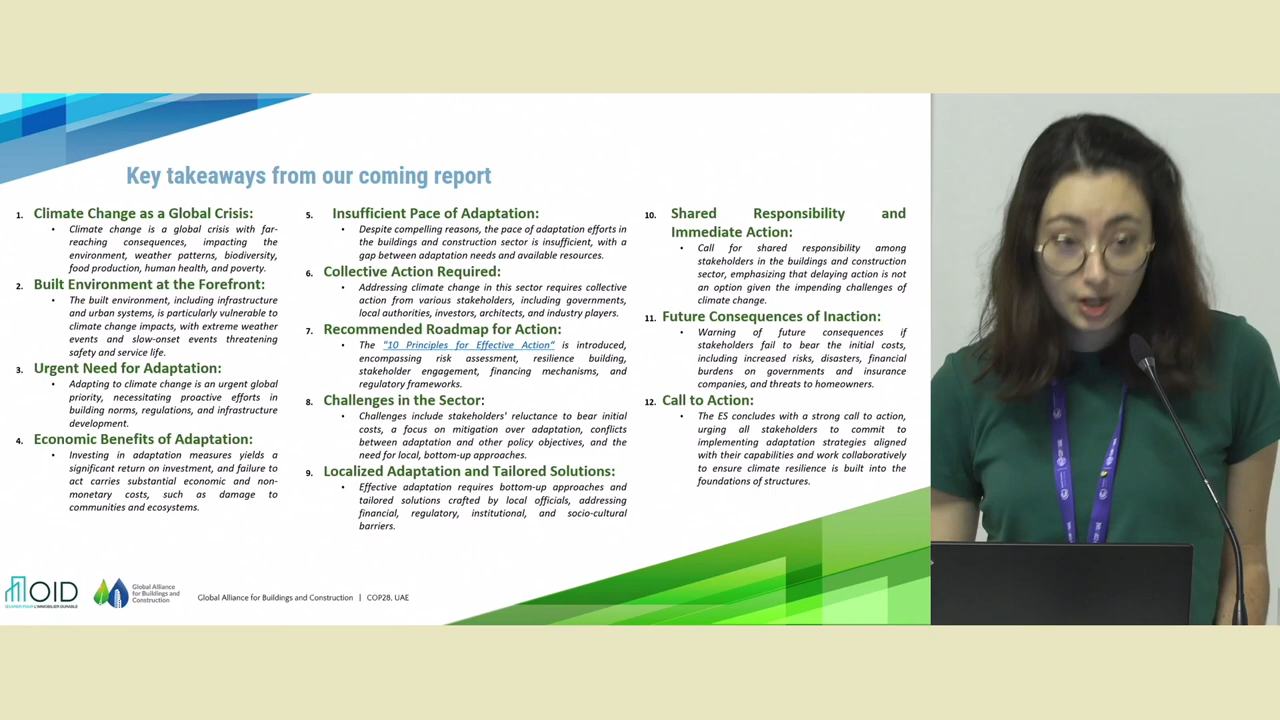 Key takeaways from our coming report
1. Climate Change as a Global Crisis:
• Climate change is a global crisis with far-
reaching consequences, impacting the
environment, weather patterns, biodiversity,
food production, human health, and poverty.
2. Built Environment at the Forefront:
• The built environment, including infrastructure
and urban systems, is particularly vulnerable to
climate change impacts, with extreme weather
events and slow-onset events threatening
safety and service life.
3. Urgent Need for Adaptation:
• Adapting to climate change is an urgent global
priority, necessitating proactive efforts in
building norms, regulations, and infrastructure
development.
4. Economic Benefits of Adaptation:
• Investing in adaptation measures yields a
significant return on investment, and failure to
act carries substantial economic and non-
monetary costs, such as damage to
communities and ecosystems.
5. Insufficient Pace of Adaptation:
• Despite compelling reasons, the pace of adaptation efforts in
the buildings and construction sector is insufficient, with a
gap between adaptation needs and available resources.
6. Collective Action Required:
• Addressing climate change in this sector requires collective
action from various stakeholders, including governments,
local authorities, investors, architects, and industry players.
7. Recommended Roadmap for Action:
• The "10 Principles for Effective Action" is introduced,
encompassing risk assessment, resilience building,
stakeholder engagement, financing mechanisms, and
regulatory frameworks.
8. Challenges in the Sector:
• Challenges include stakeholders' reluctance to bear initial
costs, a focus on mitigation over adaptation, conflicts
between adaptation and other policy objectives, and the
need for local, bottom-up approaches.
9. Localized Adaptation and Tailored Solutions:
• Effective adaptation requires bottom-up approaches and
tailored solutions crafted by local officials, addressing
financial, regulatory, institutional, and socio-cultural
barriers.
10. Shared Responsibility and
Immediate Action:
• Call for shared responsibility among
stakeholders in the buildings and construction
sector, emphasizing that delaying action is not
an option given the impending challenges of
climate change.
11. Future Consequences of Inaction:
• Warning of future consequences if
stakeholders fail to bear the initial costs,
including increased risks, disasters, financial
burdens on governments and insurance
companies, and threats to homeowners.
12. Call to Action:
• The ES concludes with a strong call to action,
urging all stakeholders to commit to
implementing adaptation strategies aligned
with their capabilities and work collaboratively
to ensure climate resilience is built into the
foundations of structures.
OID
L'IMMOBILIER DURABLE
Global Alliance
for Buildings and
Construction
Global Alliance for Buildings and Construction | COP28, UAE